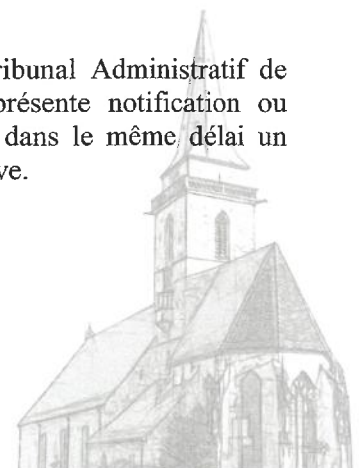 ribunal Administratif de
présente notification ou
dans le même délai un
ve.